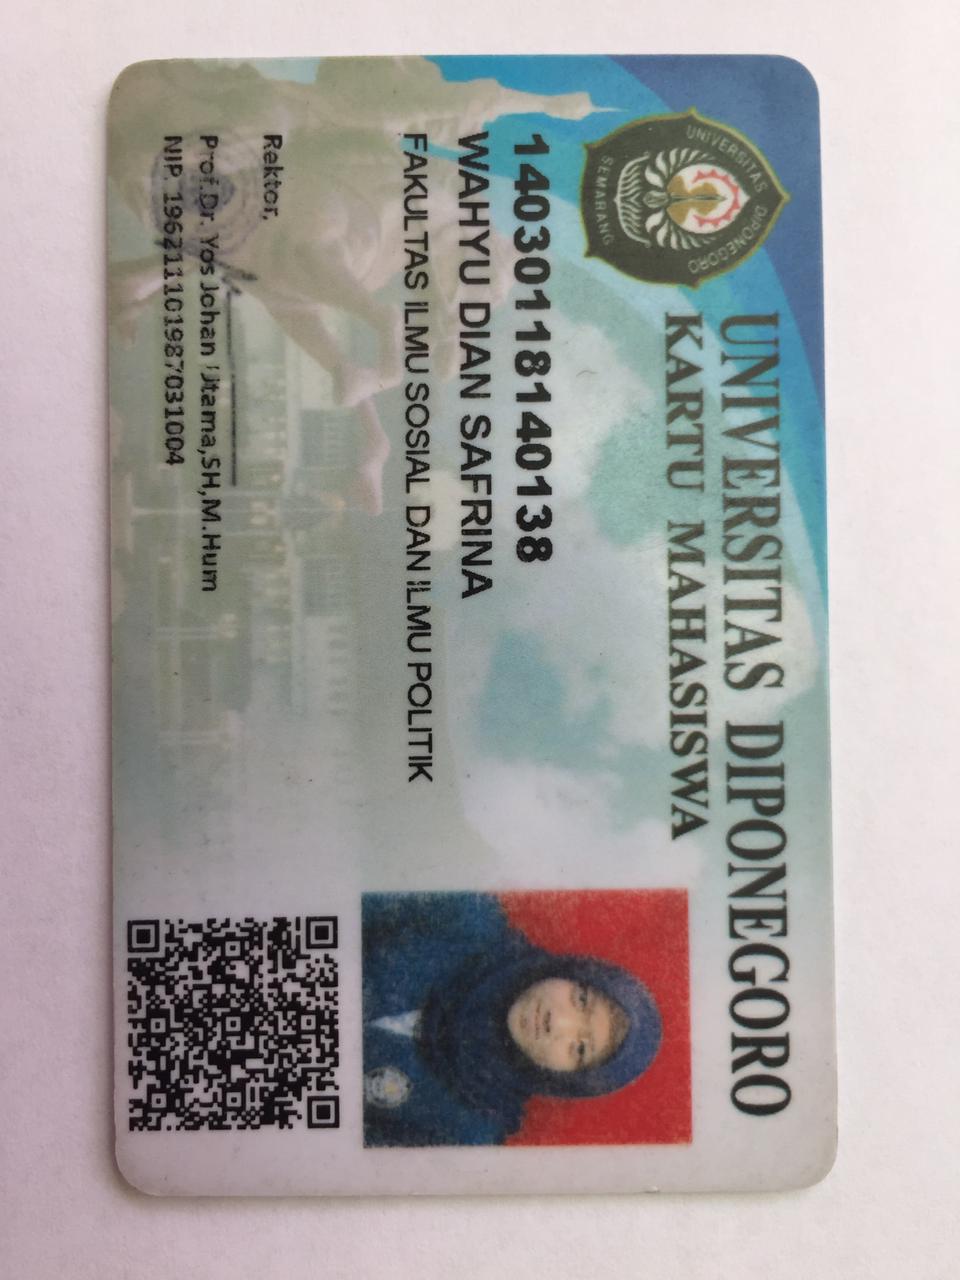 UNIVERSITAS DIPONEGORO
KARTU MAHASISWA
UNIVERSITAS DIPONEGORO
SEMARANG
14030118140138
WAHYU DIAN SAFRINA
FAKULTAS ILMU SOSIAL DAN ILMU POLITIK
Rektor,
Prof.Dr. Yos Johan Utama,SH,M.Hum
NIP. 196211101987031004